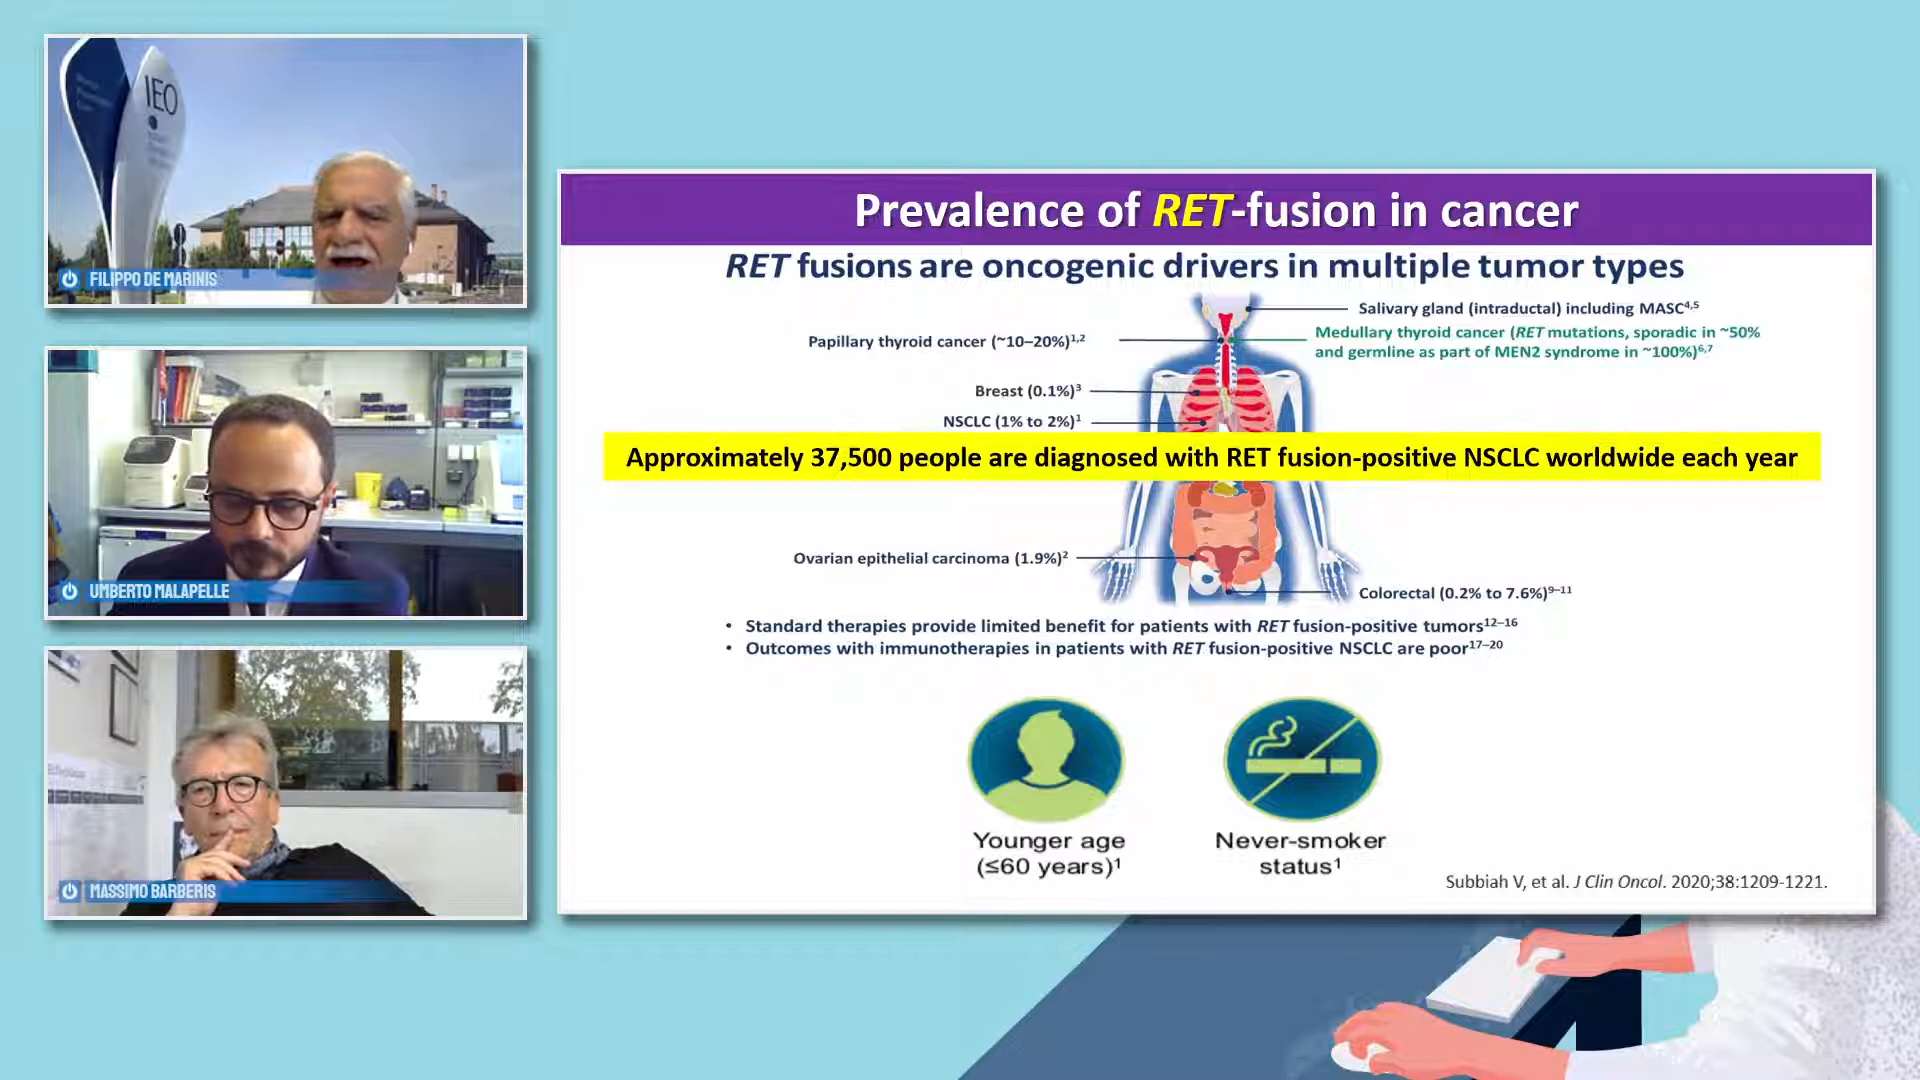 IEO
FILIPPO DE MARINIS
UMBERTO MALAPELLE
MASSIMO BARBERIS
Prevalence of RET-fusion in cancer
RET fusions are oncogenic drivers in multiple tumor types
Salivary gland (intraductal) including MASC4,5
Papillary thyroid cancer (~10–20%)1,2
Medullary thyroid cancer (RET mutations, sporadic in ~50%
and germline as part of MEN2 syndrome in ~100%)6,7
Breast (0.1%)3
NSCLC (1% to 2%)1
Approximately 37,500 people are diagnosed with RET fusion-positive NSCLC worldwide each year
Ovarian epithelial carcinoma (1.9%)2
Colorectal (0.2% to 7.6%)9–11
• Standard therapies provide limited benefit for patients with RET fusion-positive tumors12–16
• Outcomes with immunotherapies in patients with RET fusion-positive NSCLC are poor17–20
Younger age
(≤60 years)1
Never-smoker
status1
Subbiah V, et al. J Clin Oncol. 2020;38:1209-1221.